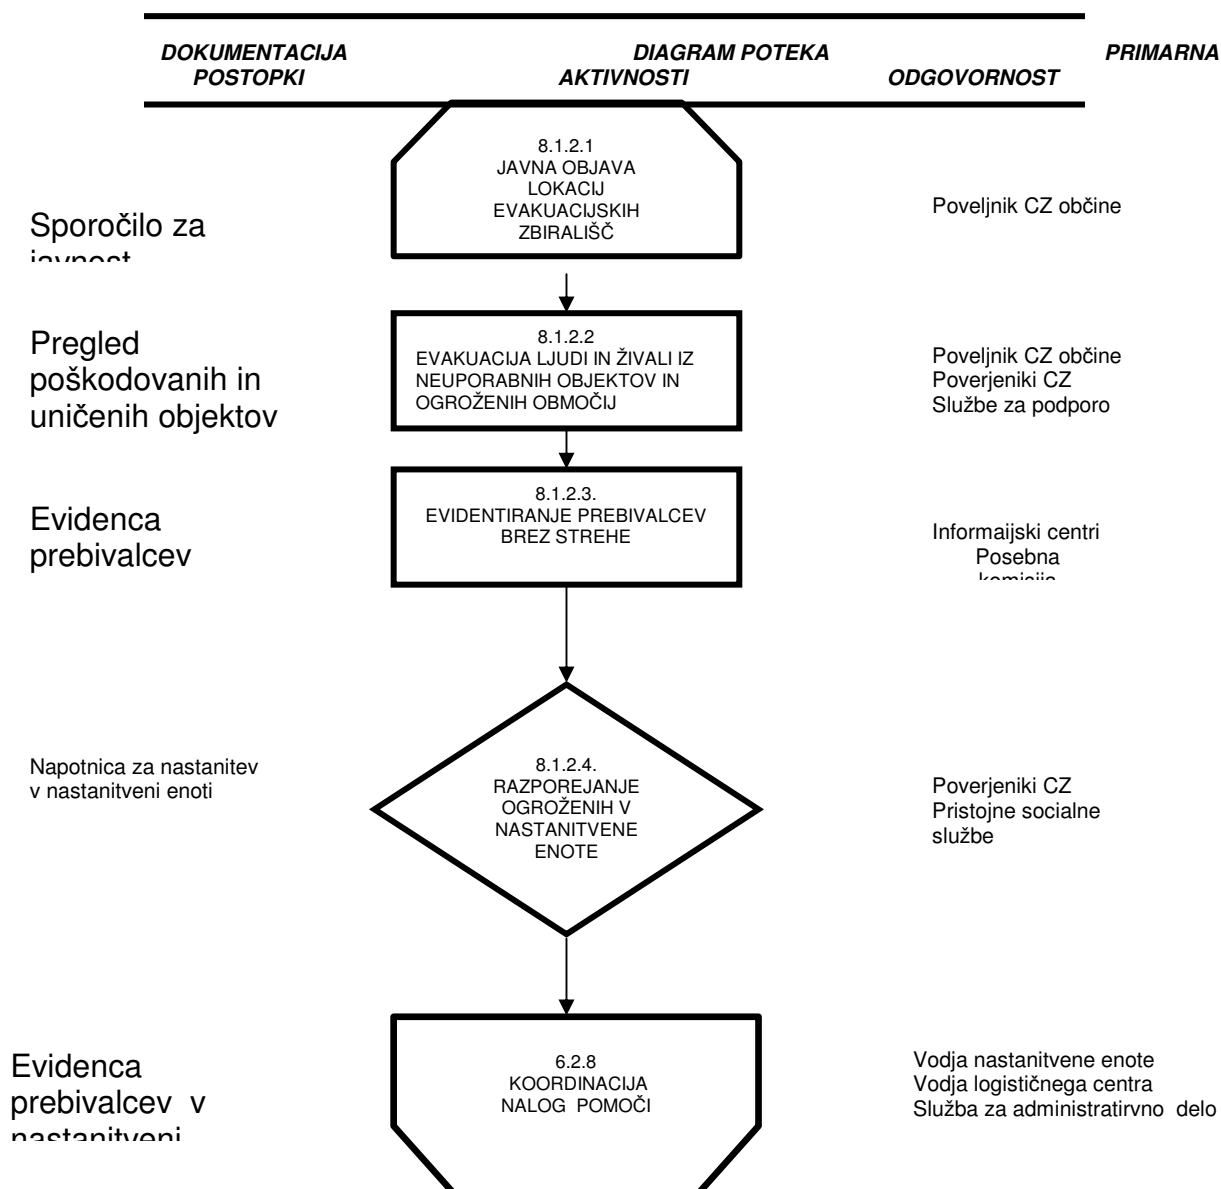 DOKUMENTACIJA DIAGRAM POTEKA PRIMARNA
POSTOPKI AKTIVNOSTI ODGOVORNOST
8.1.2.1
JAVNA OBJAVA
LOKACIJ
EVAKUACIJSKIH
ZBIRALIŠČ
Sporočilo za
javnost
Poveljnik CZ občine
Pregled
poškodovanih in
uničenih objektov
8.1.2.2
EVAKUACIJA LJUDI IN ŽIVALI IZ
NEUPORABNIH OBJEKTOV IN
OGROŽENIH OBMOČIJ
Poveljnik CZ občine
Poverjeniki CZ
Službe za podporo
Evidenca
prebivalcev
8.1.2.3.
EVIDENTIRANJE PREBIVALCEV
BREZ STREHE
Informaijski centri
Posebna
komisija
Napotnica za nastanitev
v nastanitveni enoti
8.1.2.4.
RAZPOREJANJE
OGROŽENIH V
NASTANITVENE
ENOTE
Poverjeniki CZ
Pristojne socialne
službe
Evidenca
prebivalcev v
nastanitveni
6.2.8
KOORDINACIJA
NALOG POMOČI
Vodja nastanitvene enote
Vodja logističnega centra
Služba za administratirvno delo